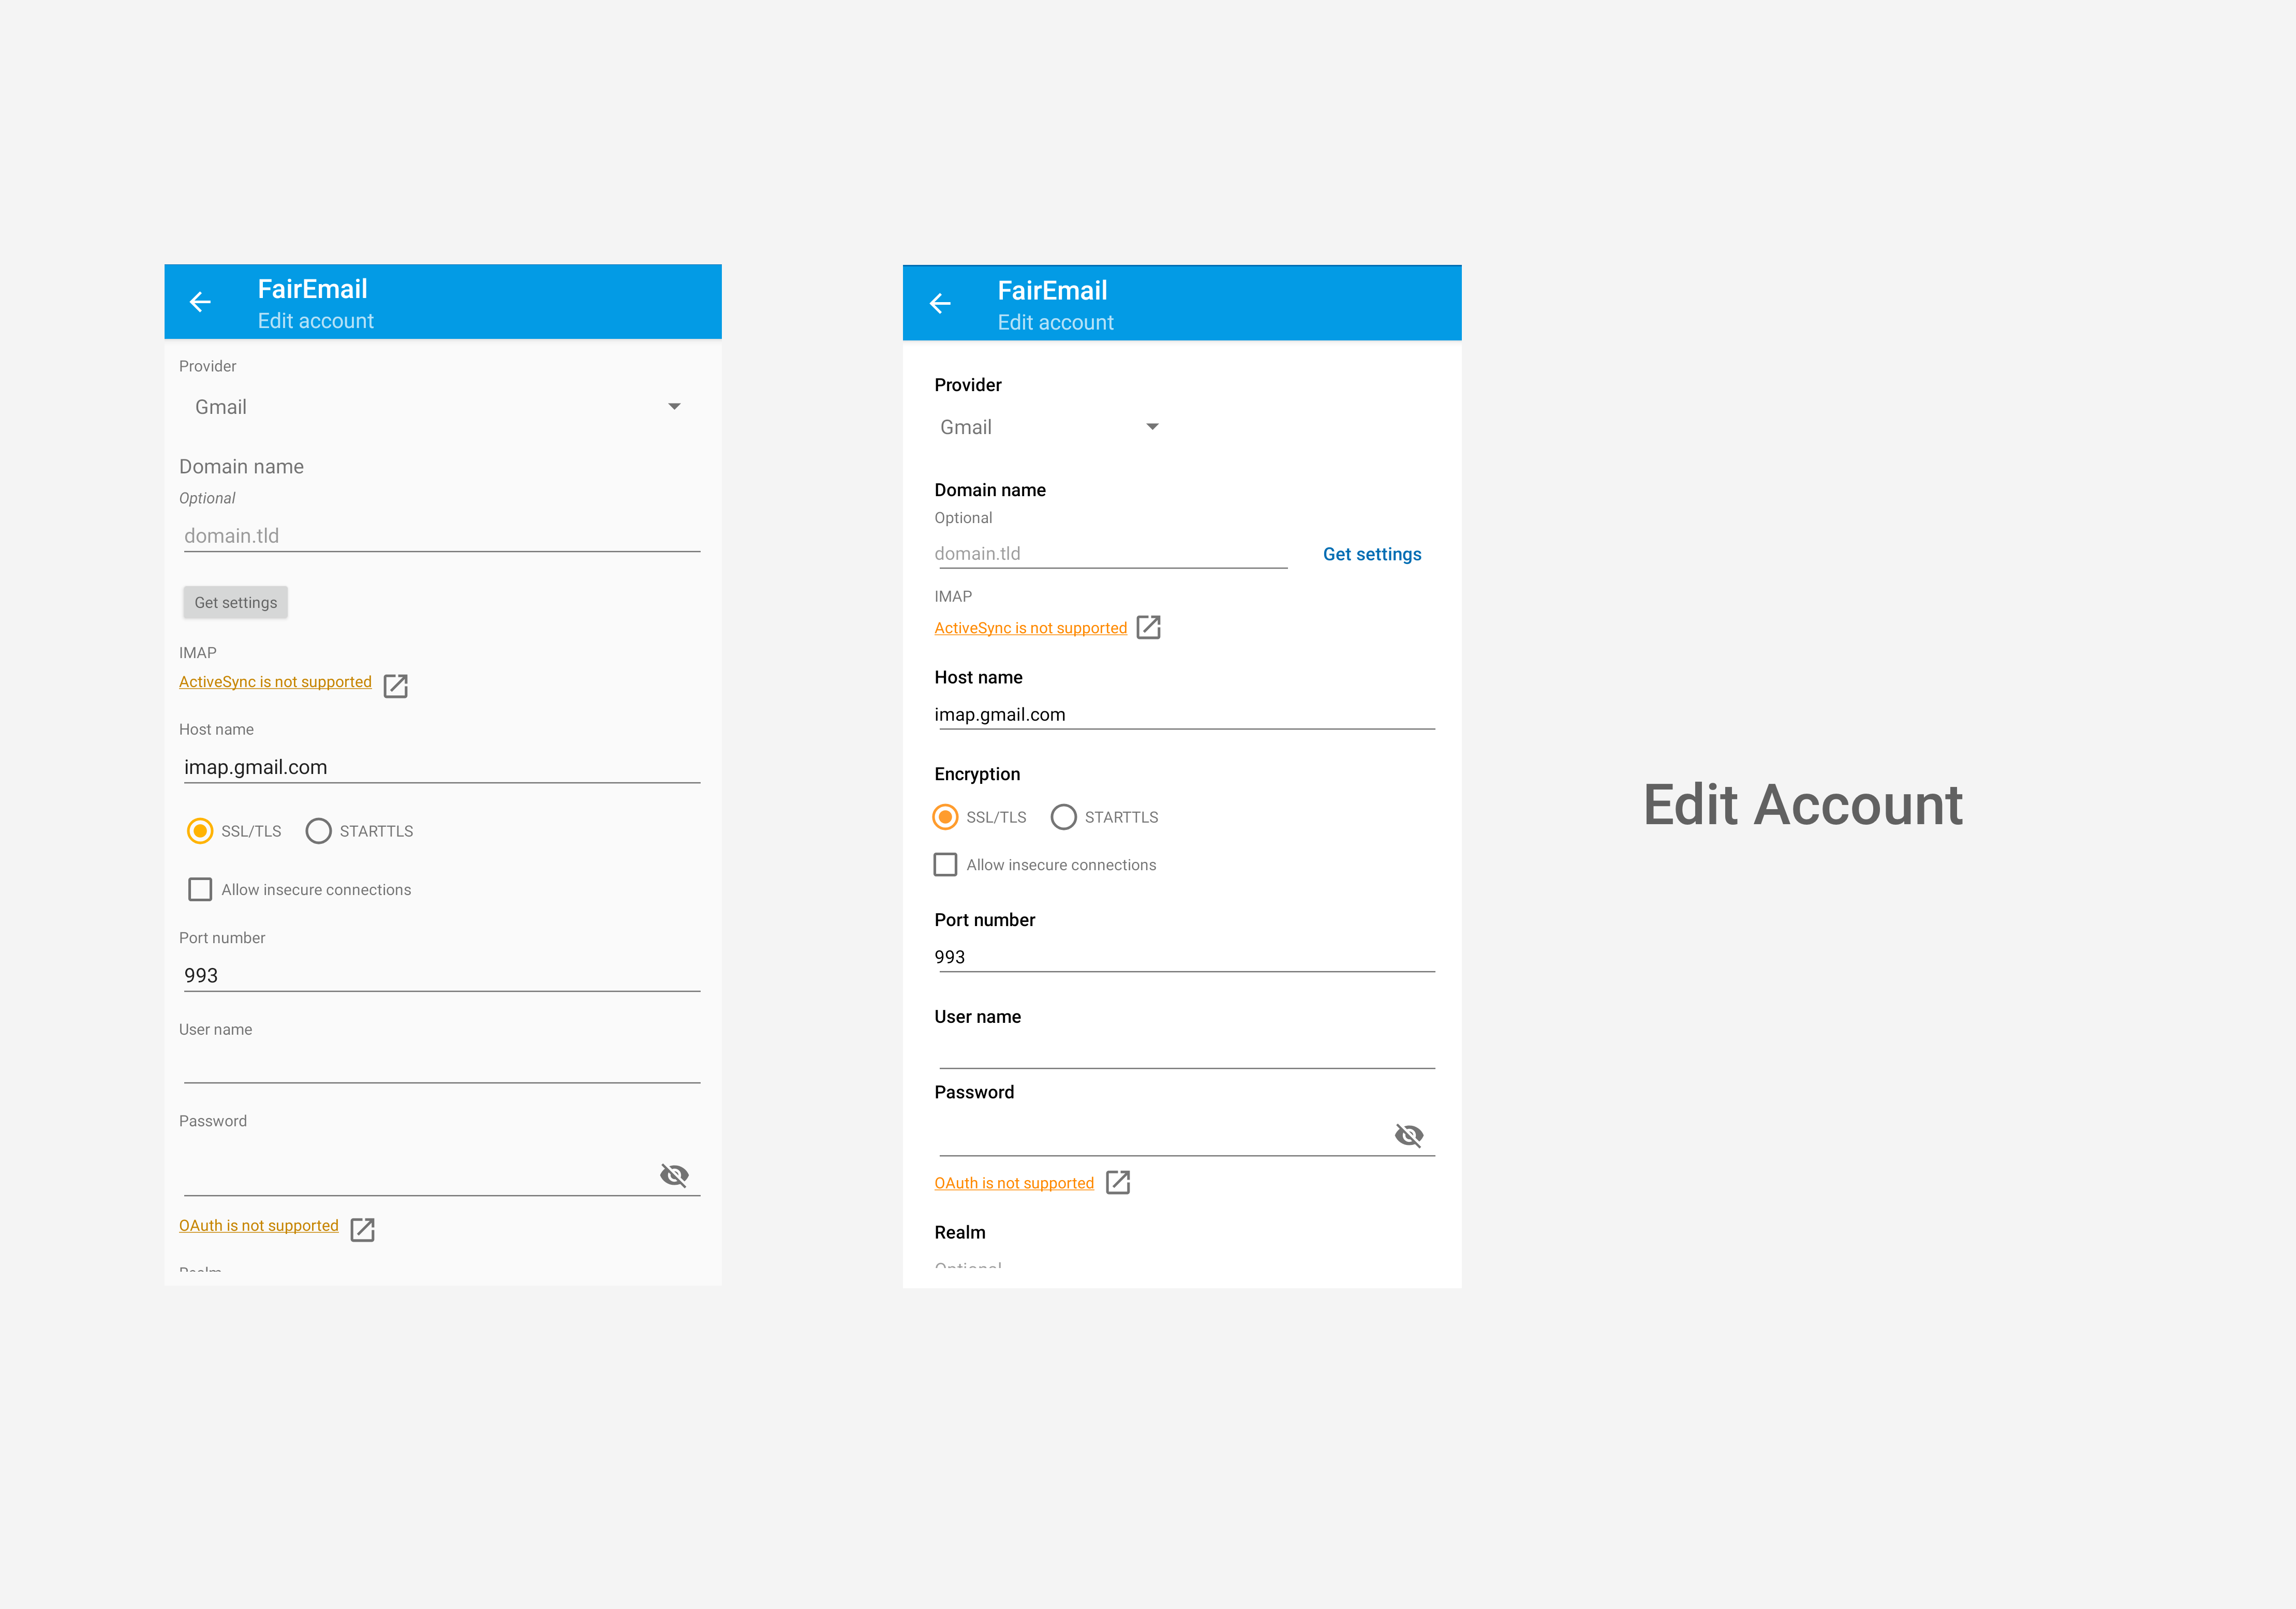 FairEmail
Edit account
Provider
Gmail
Domain name
Optional
domain.tld
Get settings
IMAP
ActiveSync is not supported
Host name
imap.gmail.com
SSL/TLS STARTTLS
Allow insecure connections
Port number
993
User name
Password
OAuth is not supported
Realm
FairEmail
Edit account
Provider
Gmail
Domain name
Optional
domain.tld Get settings
IMAP
ActiveSync is not supported
Host name
imap.gmail.com
Encryption
SSL/TLS STARTTLS
Allow insecure connections
Port number
993
User name
Password
OAuth is not supported
Realm
Optional
Edit Account